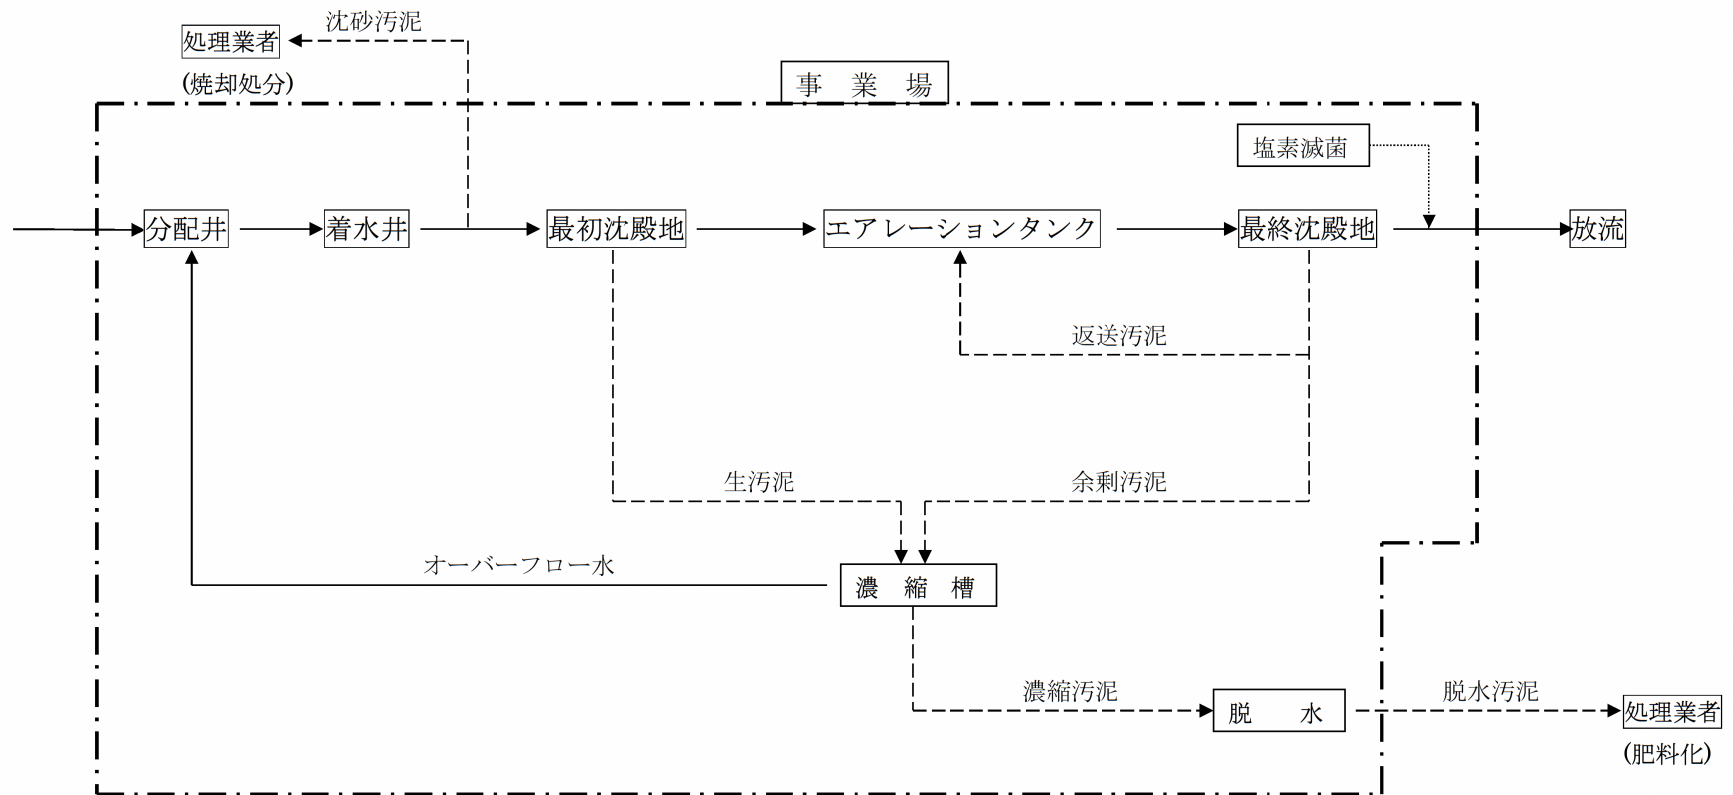 沈砂汚泥
処理業者
(焼却処分)
事 業 場
塩素減菌
分配井
着水井
最初沈殿地
エアレーションタンク
最終沈殿地
放流
返送汚泥
生汚泥
余剰汚泥
オーバーフロー水
濃 縮 槽
濃縮汚泥
脱水汚泥
脱 水
処理業者
(肥料化)